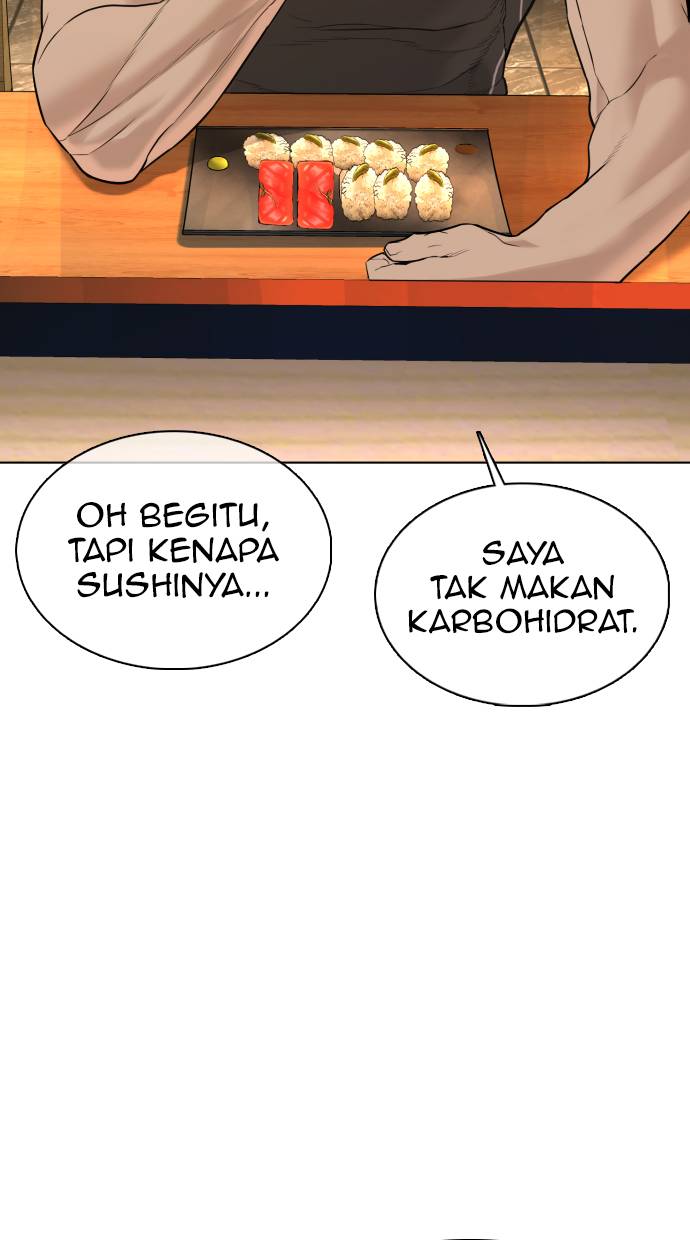 OH BEGITU,
TAPI KENAPA
SUSHINYA...
SAYA
TAK MAKAN
KARBOHIDRAT.